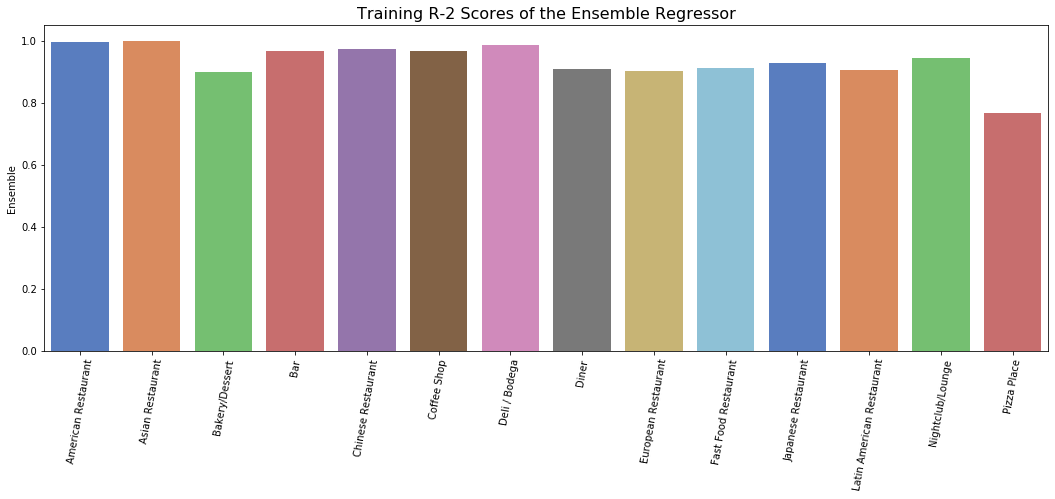 Training R-2 Scores of the Ensemble Regressor
Ensemble
1.0
0.8
0.6
0.4
0.2
0.0
American Restaurant
Asian Restaurant
Bakery/Dessert
Bar
Chinese Restaurant
Coffee Shop
Deli / Bodega
Diner
European Restaurant
Fast Food Restaurant
Japanese Restaurant
Latin American Restaurant
Nightclub/Lounge
Pizza Place